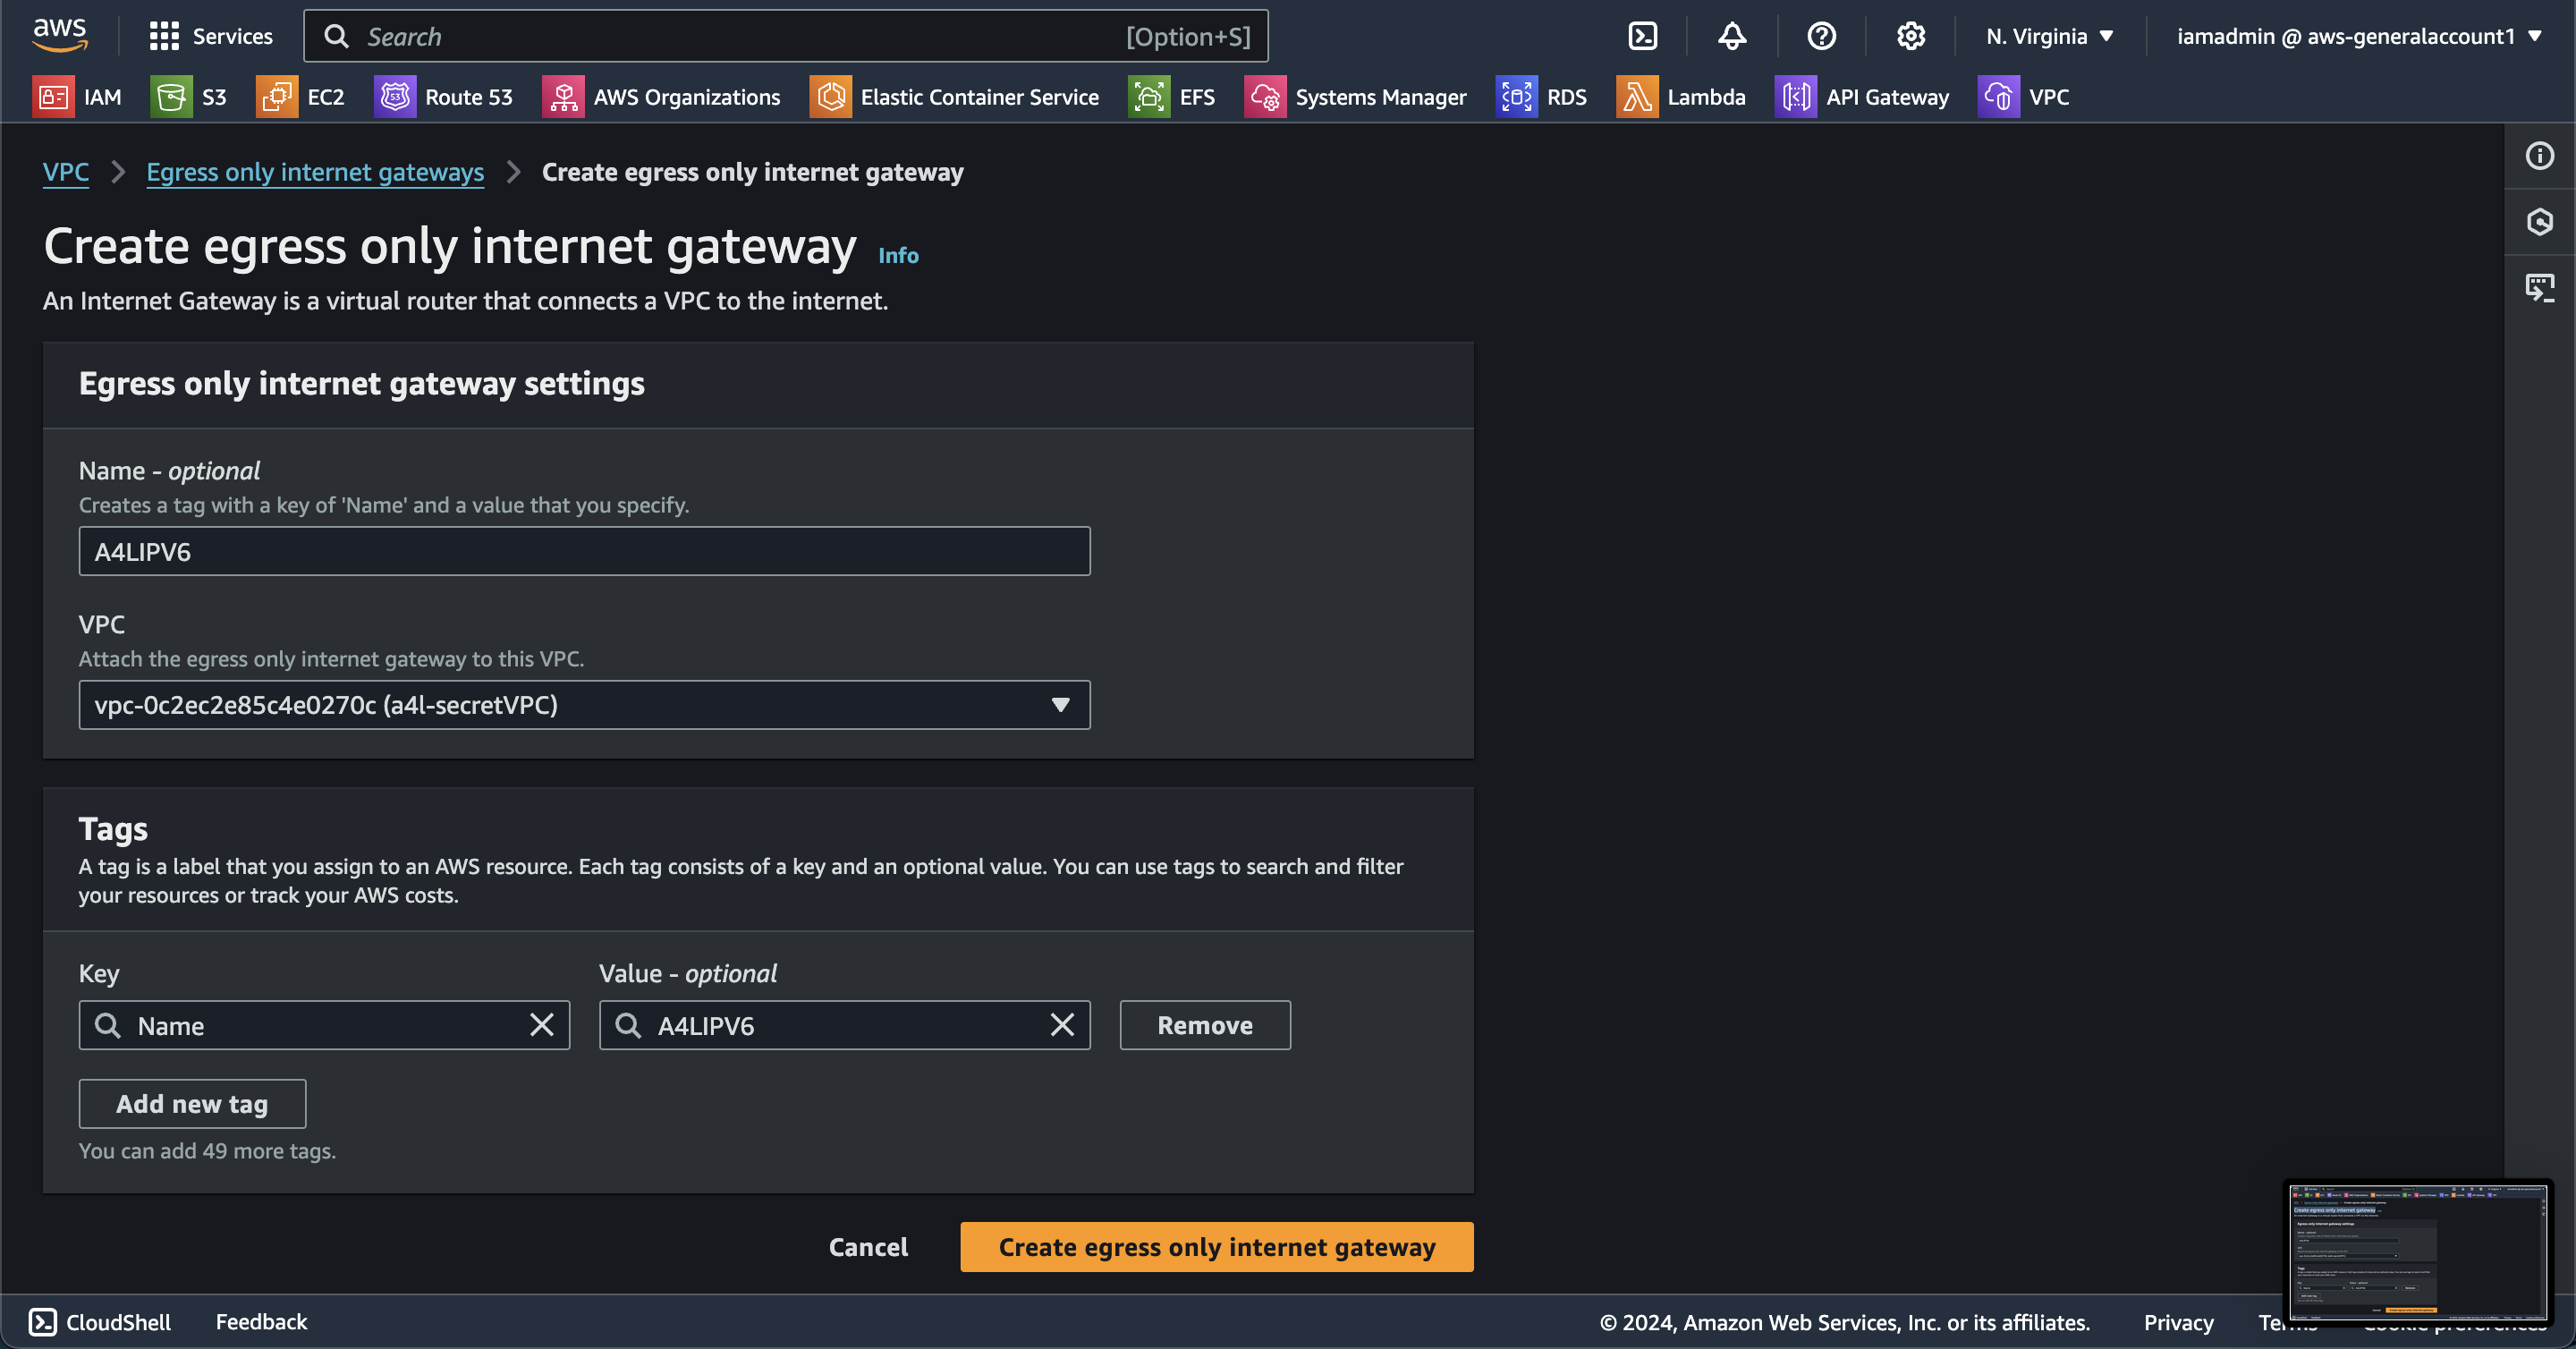 aws Services Search [Option+S] N. Virginia iamadmin @ aws-generalaccount1
IAM S3 EC2 Route 53 AWS Organizations Elastic Container Service EFS Systems Manager RDS Lambda API Gateway VPC
VPC Egress only internet gateways Create egress only internet gateway
Create egress only internet gateway Info
An Internet Gateway is a virtual router that connects a VPC to the internet.
Egress only internet gateway settings
Name - optional
Creates a tag with a key of 'Name' and a value that you specify.
A4LIPV6
VPC
Attach the egress only internet gateway to this VPC.
vpc-0c2ec2e85c4e0270c (a4l-secretVPC)
Tags
A tag is a label that you assign to an AWS resource. Each tag consists of a key and an optional value. You can use tags to search and filter
your resources or track your AWS costs.
Key Value - optional
Name A4LIPV6 Remove
Add new tag
You can add 49 more tags.
Cancel Create egress only internet gateway
CloudShell Feedback © 2024, Amazon Web Services, Inc. or its affiliates. Privacy Terms Cookie preferences